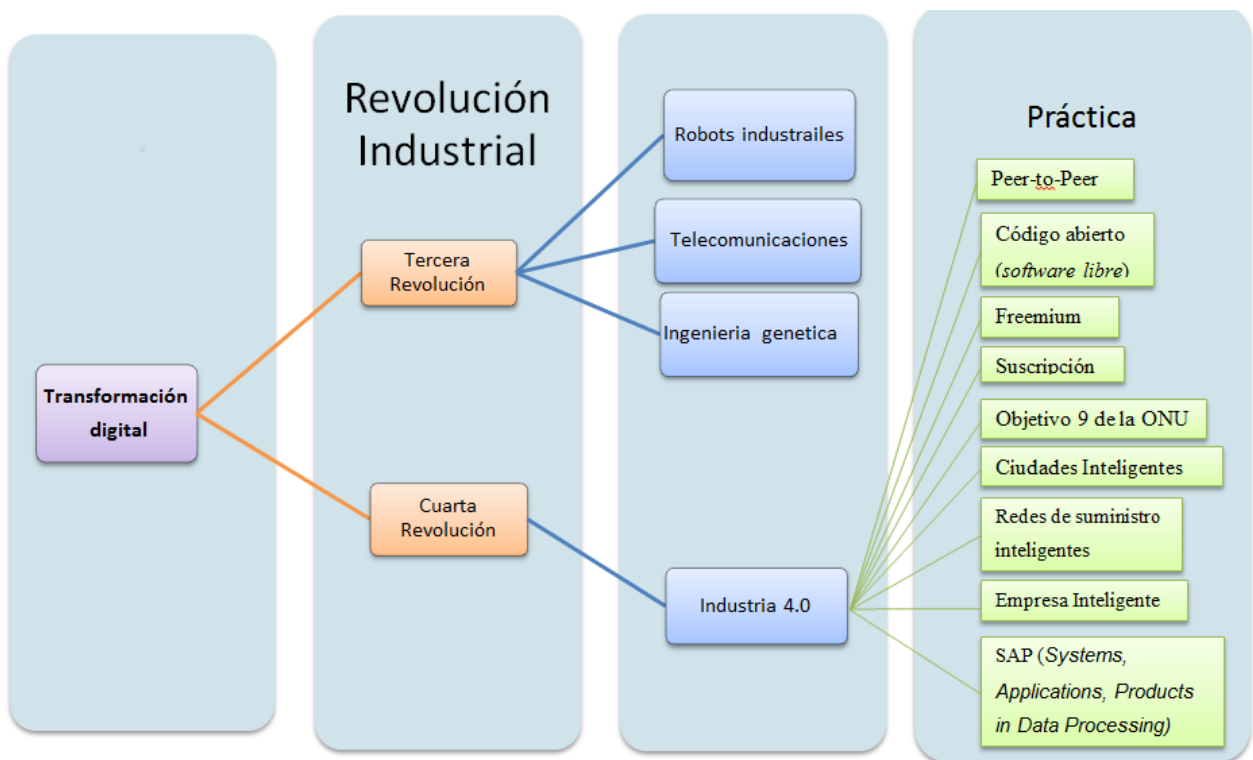 Transformación
digital
Revolución
Industrial
Tercera
Revolución
Cuarta
Revolución
Robots industrailes
Telecomunicaciones
Ingenieria genetica
Industria 4.0
Práctica
Peer-to-Peer
Código abierto
(software libre)
Freemium
Suscripción
Objetivo 9 de la ONU
Ciudades Inteligentes
Redes de suministro
inteligentes
Empresa Inteligente
SAP (Systems,
Applications, Products
in Data Processing)